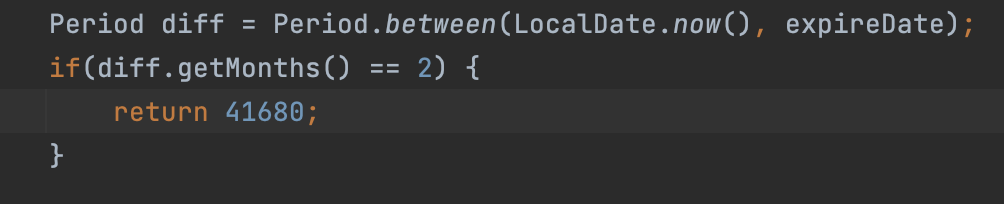 Period diff = Period.between(LocalDate.now(), expireDate);
if(diff.getMonths() == 2) {
    return 41680;
}